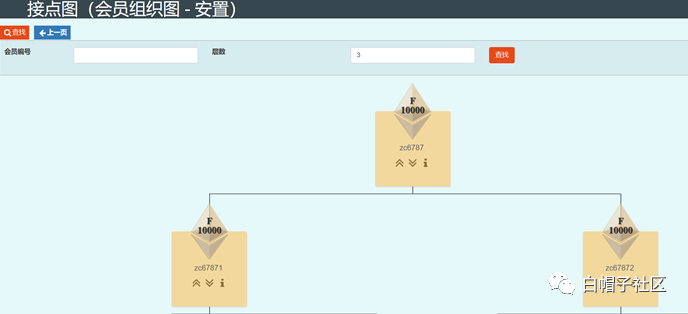 接点图（会员组织图 - 安置）
查找 上一页
会员编号 层数 3 查找
F
10000
zc6787
F
10000
F
10000
zc67871
zc67872
白帽子社区